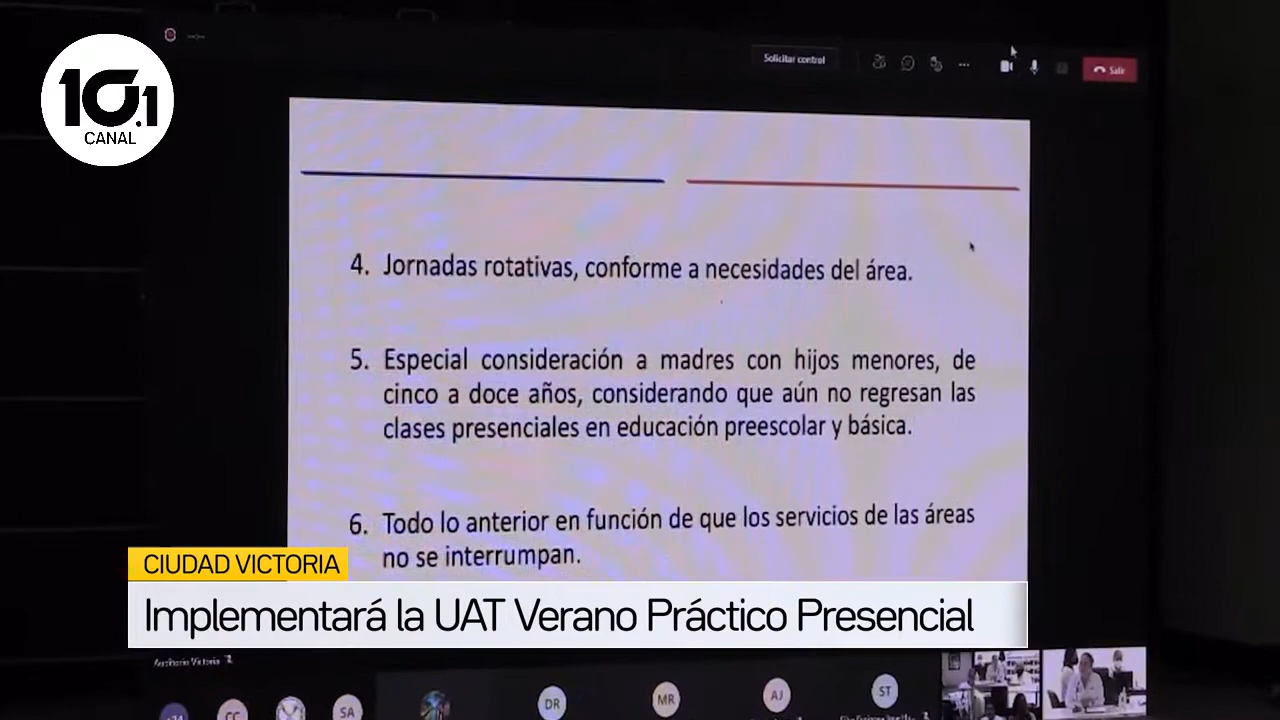 10.1
CANAL
Solicitar control
Salir
4. Jornadas rotativas, conforme a necesidades del área.
5. Especial consideración a madres con hijos menores, de
cinco a doce años, considerando que aún no regresan las
clases presenciales en educación preescolar y básica.
6. Todo lo anterior en función de que los servicios de las áreas
no se interrumpan.
CIUDAD VICTORIA
Implementará la UAT Verano Práctico Presencial
Auditorio Victoria
+24
CC
SA
DR
MR
AJ
ST